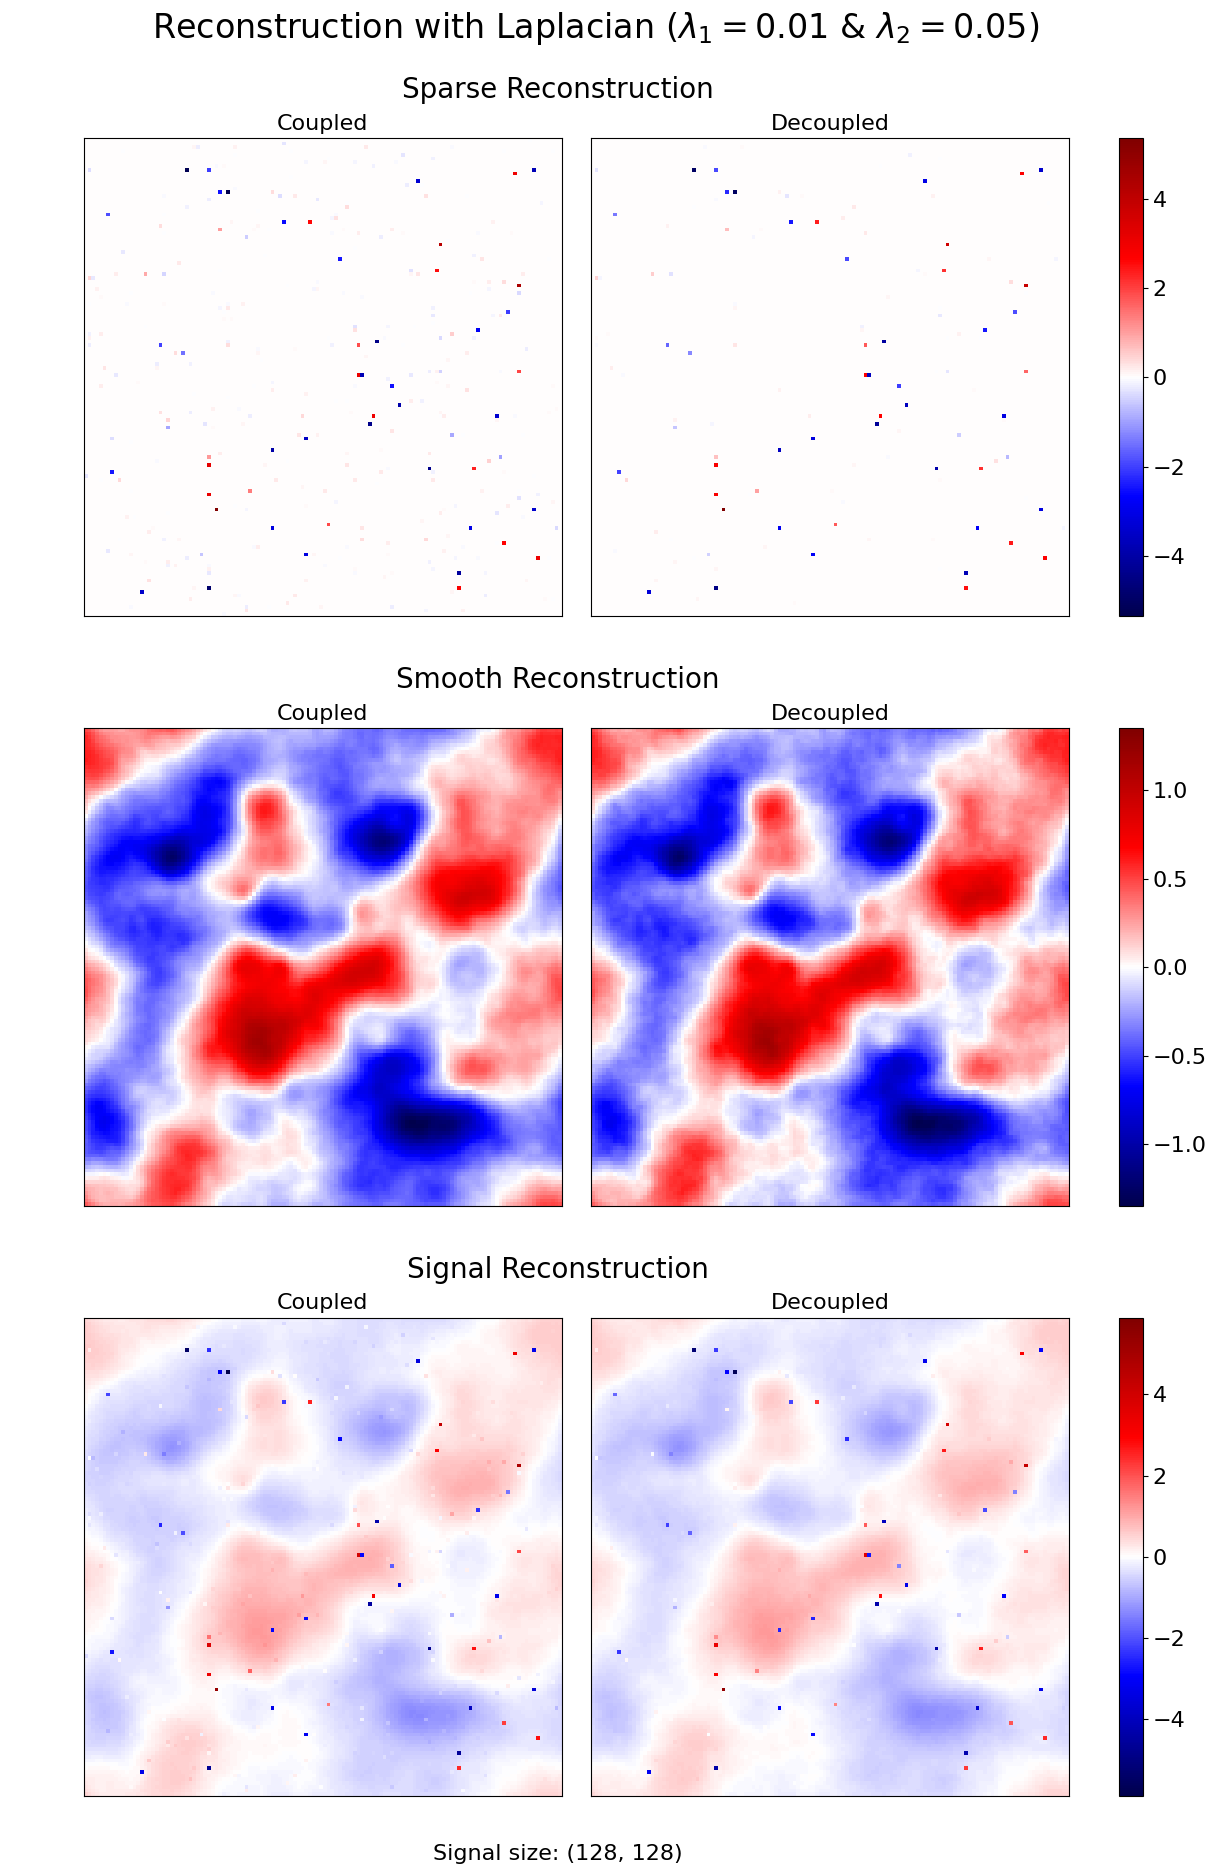 Reconstruction with Laplacian (λ₁ = 0.01 & λ₂ = 0.05)
Sparse Reconstruction
Coupled Decoupled
4
2
0
−2
−4
Smooth Reconstruction
Coupled Decoupled
1.0
0.5
0.0
−0.5
−1.0
Signal Reconstruction
Coupled Decoupled
4
2
0
−2
−4
Signal size: (128, 128)